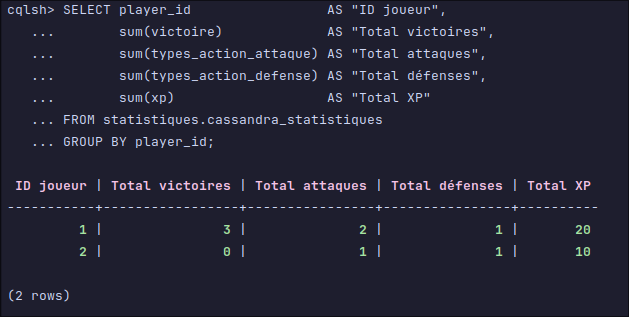 cqlsh> SELECT player_id                 AS "ID joueur",
   ...        sum(victoire)             AS "Total victoires",
   ...        sum(types_action_attaque) AS "Total attaques",
   ...        sum(types_action_defense) AS "Total défenses",
   ...        sum(xp)                   AS "Total XP"
   ... FROM statistiques.cassandra_statistiques
   ... GROUP BY player_id;

 ID joueur | Total victoires | Total attaques | Total défenses | Total XP
-----------+-----------------+----------------+----------------+----------
         1 |               3 |              2 |              1 |       20
         2 |               0 |              1 |              1 |       10

(2 rows)